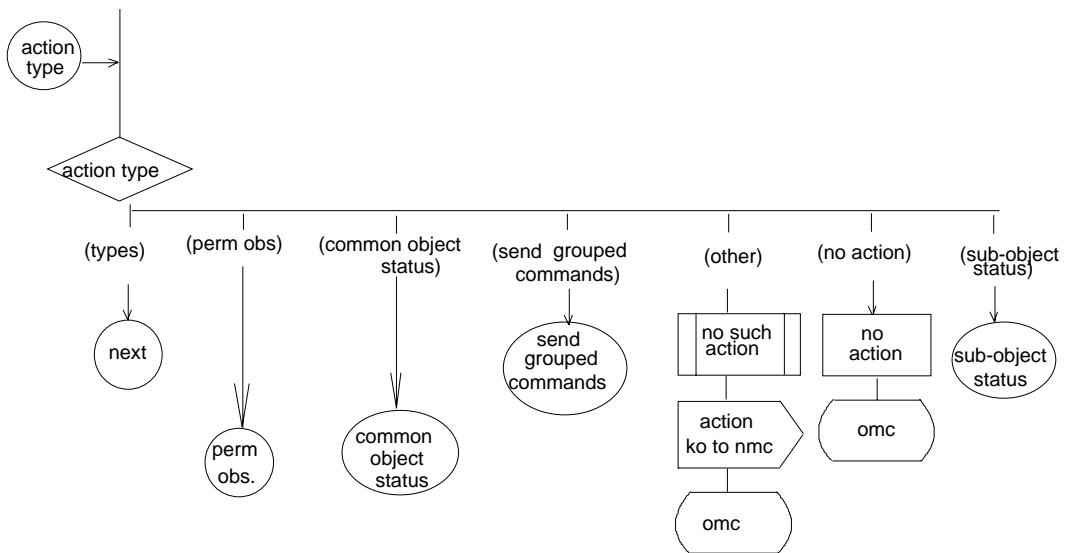 action
type
action type
(types)
(perm obs)
(common object
status)
(send grouped
commands)
(other)
(no action)
(sub-object
status)
next
perm
obs.
common
object
status
send
grouped
commands
no such
action
action
ko to nmc
omc
no
action
omc
sub-object
status